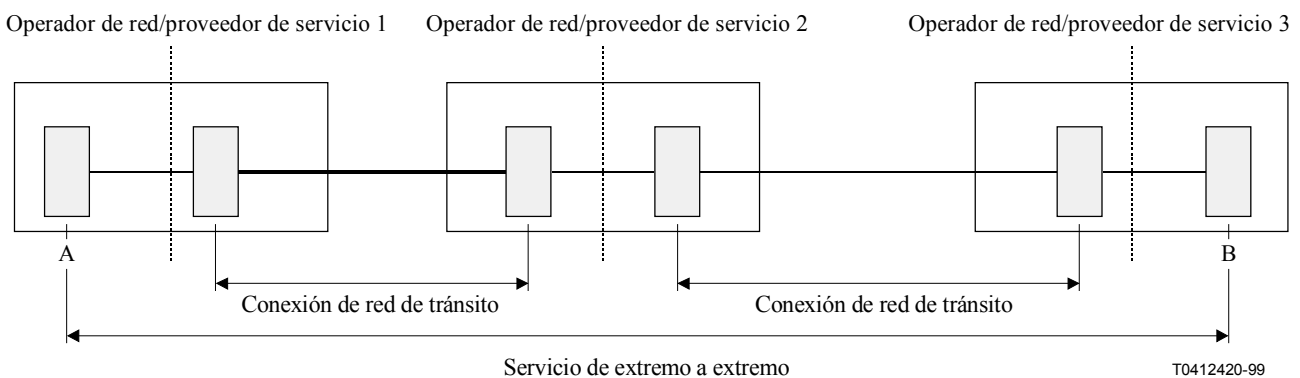 Operador de red/proveedor de servicio 1
Operador de red/proveedor de servicio 2
Operador de red/proveedor de servicio 3
A
B
Conexión de red de tránsito
Conexión de red de tránsito
Servicio de extremo a extremo
T0412420-99